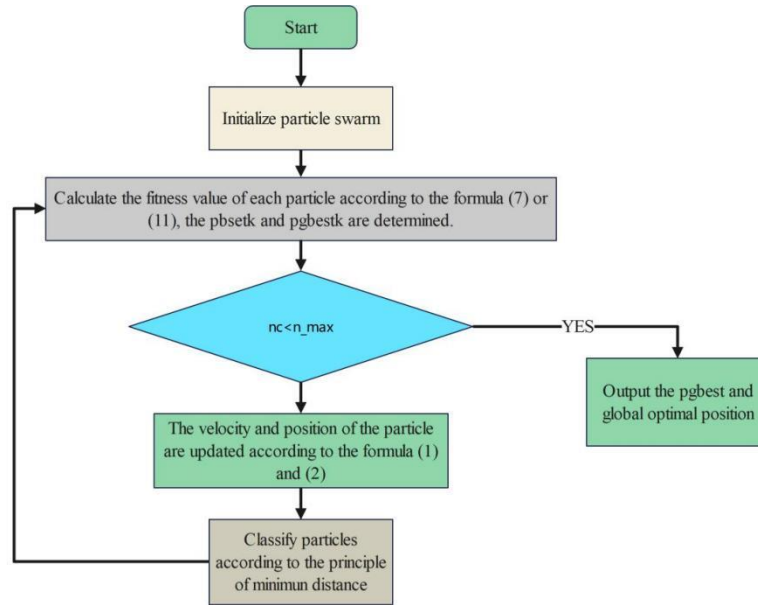 Start
Initialize particle swarm
Calculate the fitness value of each particle according to the formula (7) or
(11), the pbsetk and pgbestk are determined.
nc<n_max
YES
Output the pgbest and
global optimal position
The velocity and position of the particle
are updated according to the formula (1)
and (2)
Classify particles
according to the principle
of minimun distance